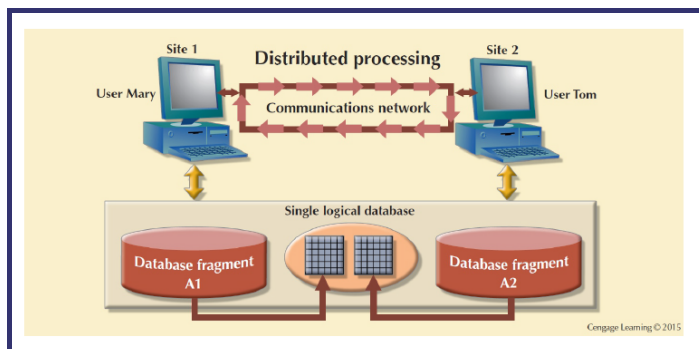 Site 1
Distributed processing
Site 2
User Mary
Communications network
User Tom
Single logical database
Database fragment
A1
Database fragment
A2
Cengage Learning © 2015